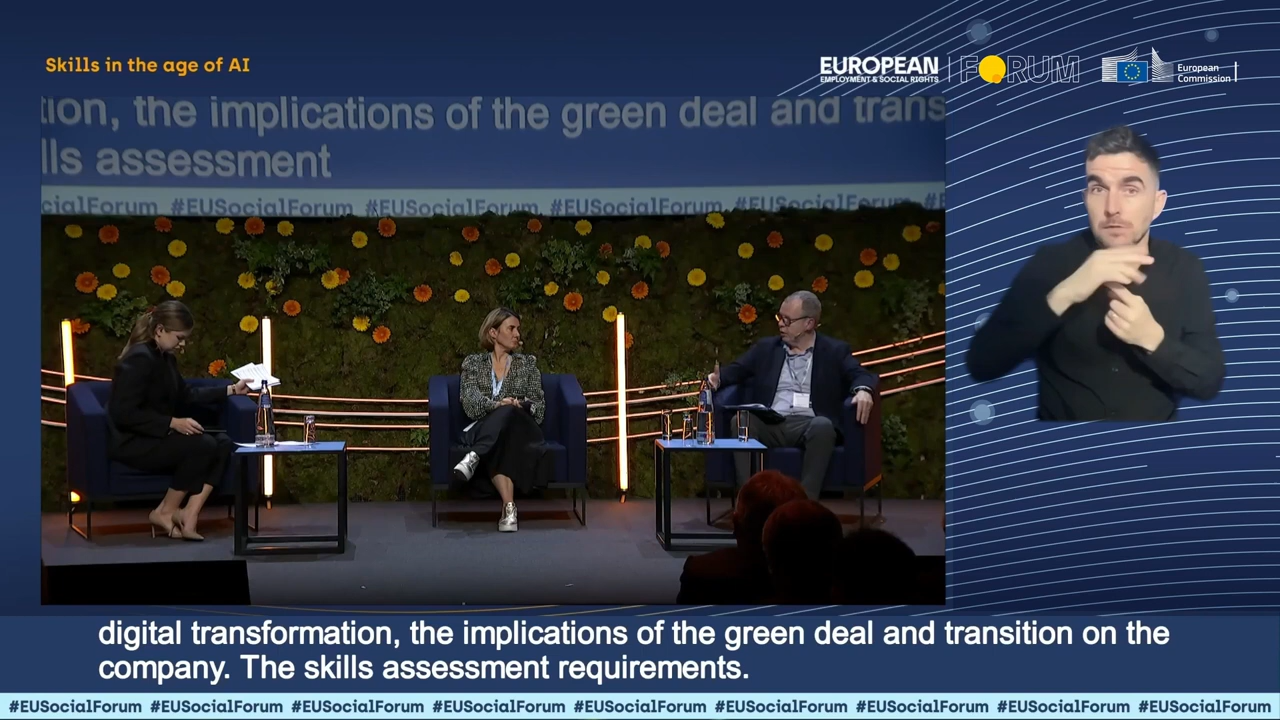 Skills in the age of AI
EUROPEAN
EMPLOYMENT & SOCIAL RIGHTS
FORUM
European
Commission
tion, the implications of the green deal and trans
lls assessment
cialForum #EUSocialForum #EUSocialForum #EUSocialForum #EUSocialForum #E
digital transformation, the implications of the green deal and transition on the
company. The skills assessment requirements.
#EUSocialForum #EUSocialForum #EUSocialForum #EUSocialForum #EUSocialForum #EUSocialForum #EUSocialForum #EUSocialForum #EUSocialForum